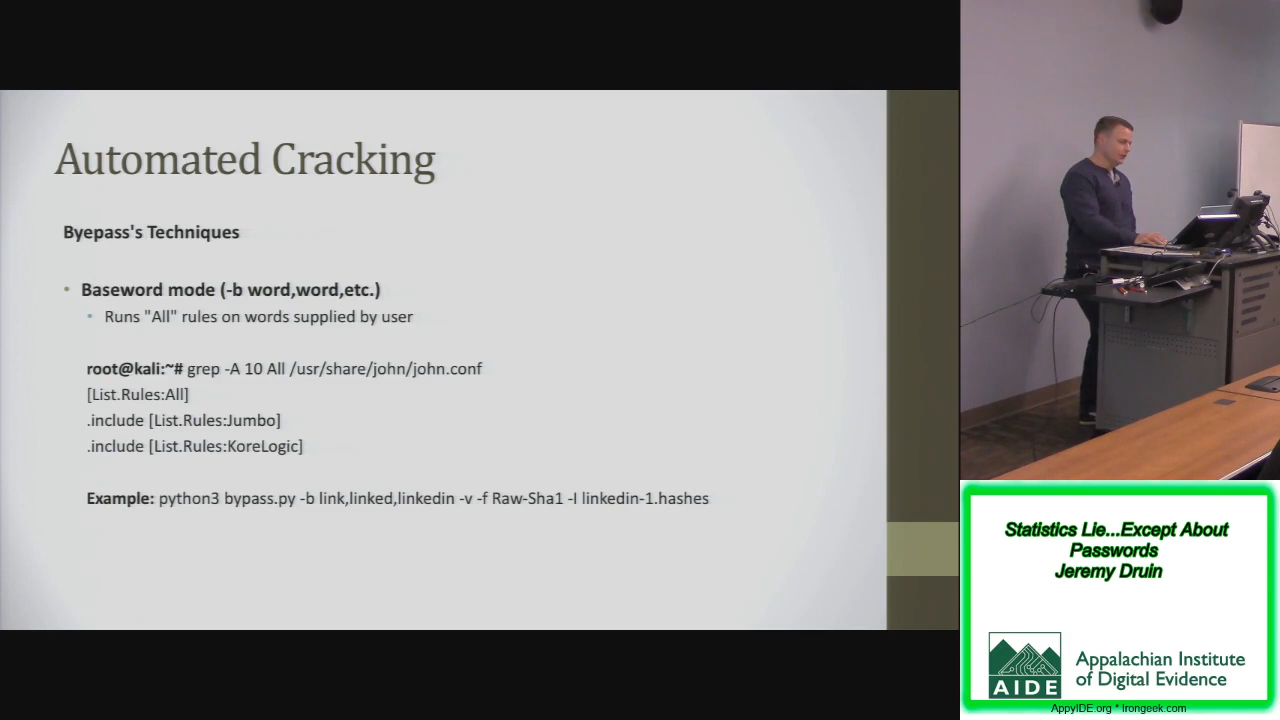 Automated Cracking
Byepass's Techniques
• Baseword mode (-b word,word,etc.)
• Runs "All" rules on words supplied by user
root@kali:~# grep -A 10 All /usr/share/john/john.conf
[List.Rules:All]
.include [List.Rules:Jumbo]
.include [List.Rules:KoreLogic]
Example: python3 bypass.py -b link,linked,linkedin -v -f Raw-Sha1 -I linkedin-1.hashes
Statistics Lie...Except About
Passwords
Jeremy Druin
AIDE
Appalachian Institute
of Digital Evidence
AppyIDE.org * Irongeek.com